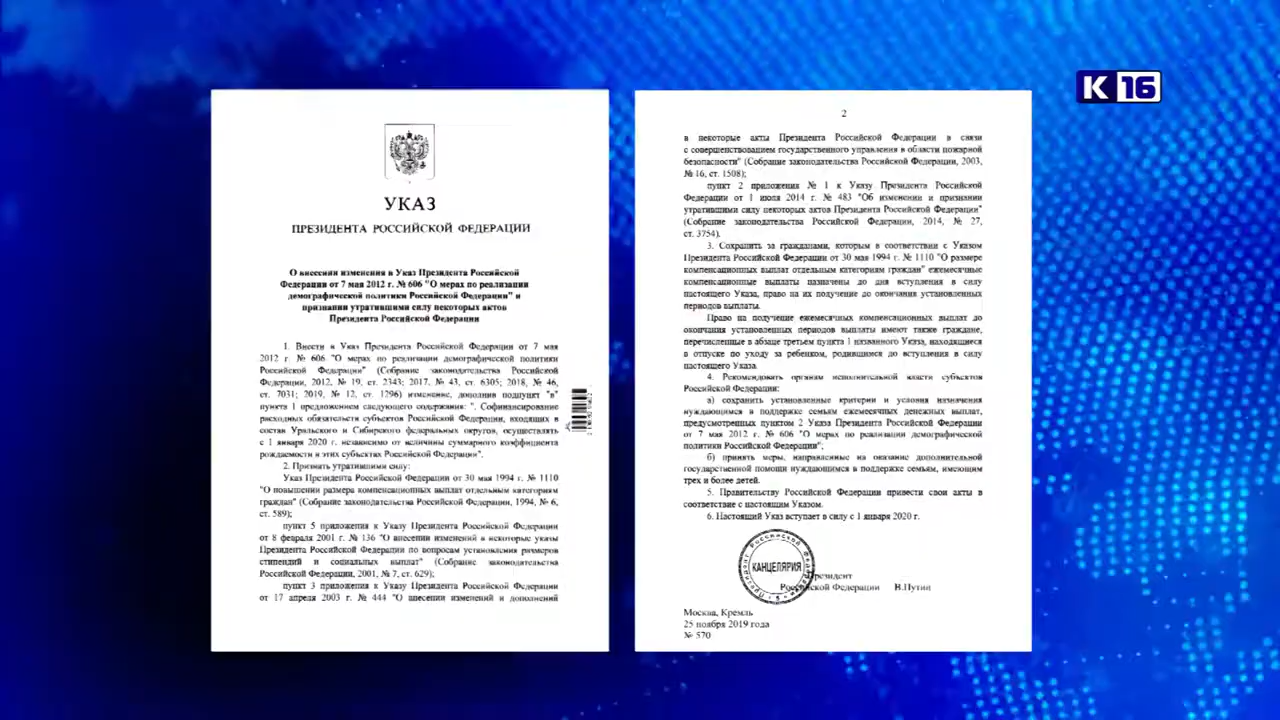 К 16
УКАЗ
ПРЕЗИДЕНТА РОССИЙСКОЙ ФЕДЕРАЦИИ
О внесении изменения в Указ Президента Российской
Федерации от 7 мая 2012 г. № 606 "О мерах по реализации
демографической политики Российской Федерации" и
признании утратившими силу некоторых актов
Президента Российской Федерации
1. Внести в Указ Президента Российской Федерации от 7 мая
2012 г. № 606 "О мерах по реализации демографической политики
Российской Федерации" (Собрание законодательства Российской
Федерации, 2012, № 19, ст. 2343; 2017, № 43, ст. 6305; 2018, № 46,
ст. 7031; 2019, № 12, ст. 1296) изменение, дополнив подпункт "в"
пункта 1 предложением следующего содержания: ". Софинансирование
расходных обязательств субъектов Российской Федерации, входящих в
состав Уральского и Сибирского федеральных округов, осуществлять
с 1 января 2020 г. независимо от величины суммарного коэффициента
рождаемости в этих субъектах Российской Федерации".
2. Признать утратившими силу:
Указ Президента Российской Федерации от 30 мая 1994 г. № 1110
"О повышении размера компенсационных выплат отдельным категориям
граждан" (Собрание законодательства Российской Федерации, 1994, № 6,
ст. 589);
пункт 5 приложения к Указу Президента Российской Федерации
от 8 февраля 2001 г. № 136 "О внесении изменений в некоторые указы
Президента Российской Федерации по вопросам установления размеров
стипендий и социальных выплат" (Собрание законодательства
Российской Федерации, 2001, № 7, ст. 629);
пункт 3 приложения к Указу Президента Российской Федерации
от 17 апреля 2003 г. № 444 "О внесении изменений и дополнений
2
в некоторые акты Президента Российской Федерации в связи
с совершенствованием государственного управления в области пожарной
безопасности" (Собрание законодательства Российской Федерации, 2003,
№ 16, ст. 1508);
пункт 2 приложения № 1 к Указу Президента Российской
Федерации от 1 июля 2014 г. № 483 "Об изменении и признании
утратившими силу некоторых актов Президента Российской Федерации"
(Собрание законодательства Российской Федерации, 2014, № 27,
ст. 3754).
3. Сохранить за гражданами, которым в соответствии с Указом
Президента Российской Федерации от 30 мая 1994 г. № 1110 "О размере
компенсационных выплат отдельным категориям граждан" ежемесячные
компенсационные выплаты назначены до дня вступления в силу
настоящего Указа, право на их получение до окончания установленных
периодов выплаты.
Право на получение ежемесячных компенсационных выплат до
окончания установленных периодов выплаты имеют также граждане,
перечисленные в абзаце третьем пункта 1 названного Указа, находящиеся
в отпуске по уходу за ребенком, родившимся до вступления в силу
настоящего Указа.
4. Рекомендовать органам исполнительной власти субъектов
Российской Федерации:
а) сохранить установленные критерии и условия назначения
нуждающимся в поддержке семьям ежемесячных денежных выплат,
предусмотренных пунктом 2 Указа Президента Российской Федерации
от 7 мая 2012 г. № 606 "О мерах по реализации демографической
политики Российской Федерации";
б) принять меры, направленные на оказание дополнительной
государственной помощи нуждающимся в поддержке семьям, имеющим
трех и более детей.
5. Правительству Российской Федерации привести свои акты в
соответствие с настоящим Указом.
6. Настоящий Указ вступает в силу с 1 января 2020 г.
КАНЦЕЛЯРИЯ
Президент
Российской Федерации В.Путин
Москва, Кремль
25 ноября 2019 года
№ 570